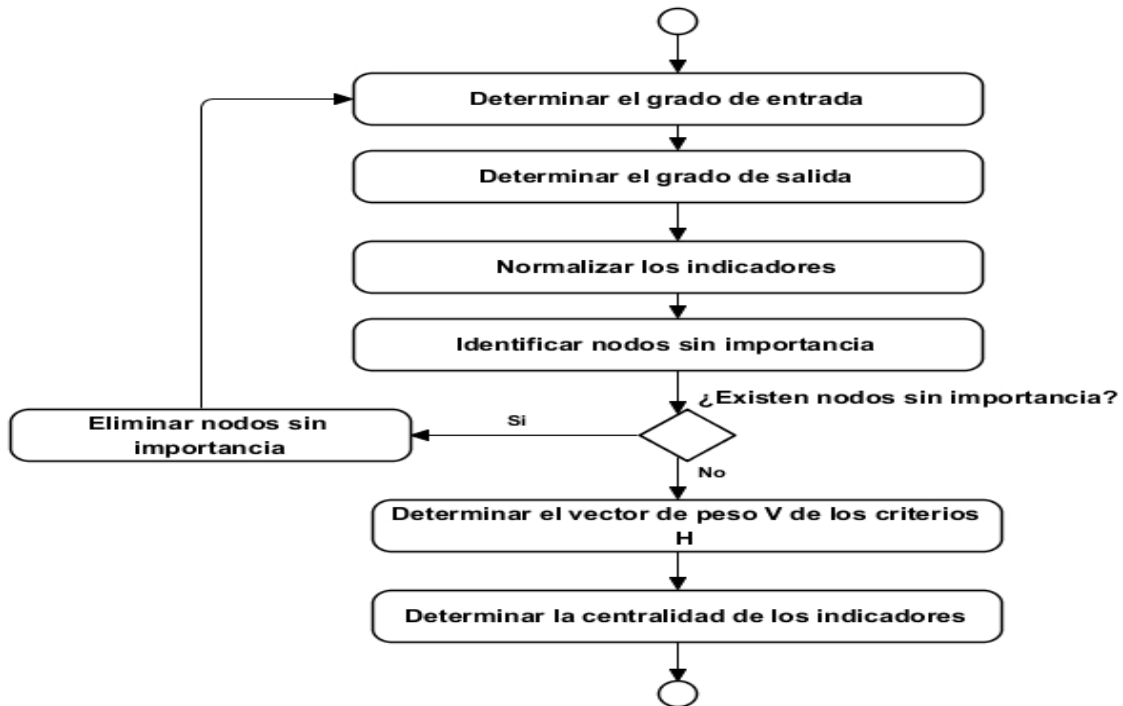 Determinar el grado de entrada
Determinar el grado de salida
Normalizar los indicadores
Identificar nodos sin importancia
¿Existen nodos sin importancia?
Si
Eliminar nodos sin
importancia
No
Determinar el vector de peso V de los criterios
H
Determinar la centralidad de los indicadores